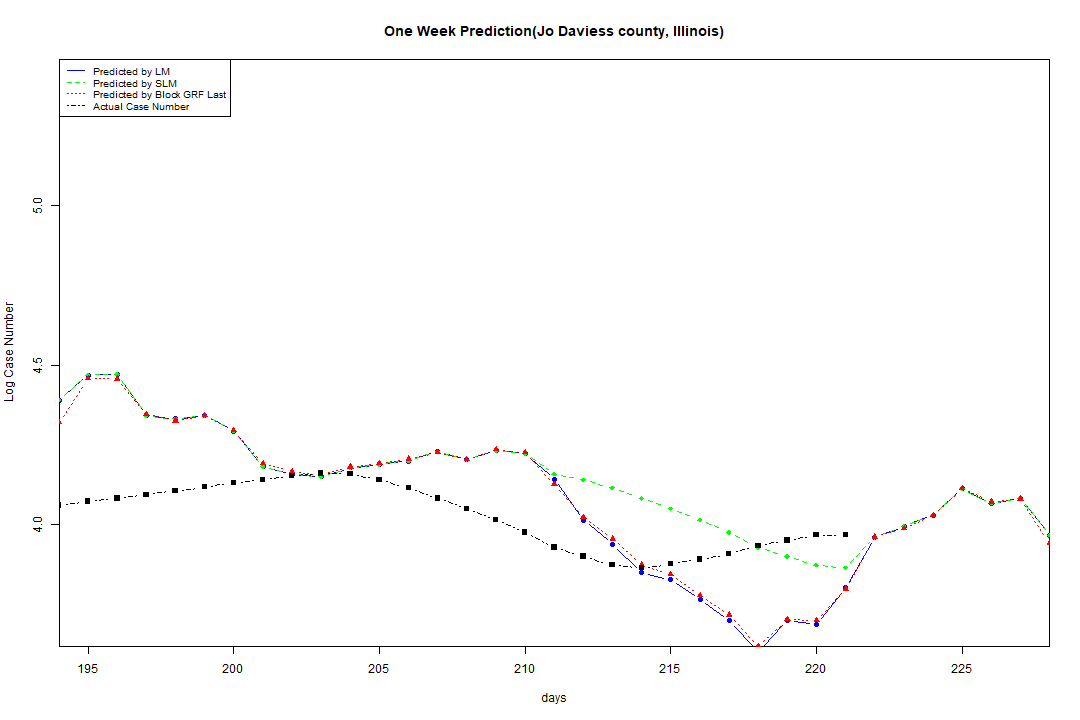 One Week Prediction(Jo Daviess county, Illinois)
Predicted by LM
Predicted by SLM
Predicted by Block GRF Last
Actual Case Number
5.0
4.5
4.0
Log Case Number
195 200 205 210 215 220 225
days